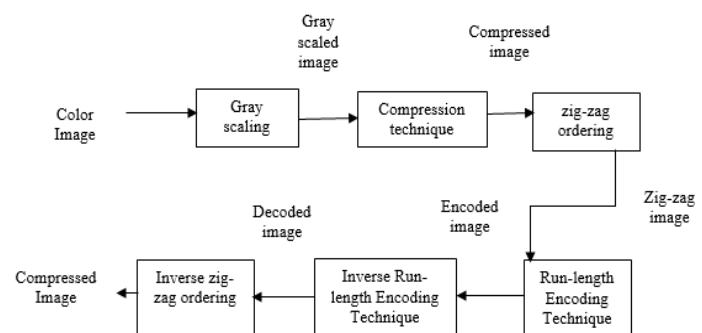 Gray
scaled
image
Compressed
image
Color
Image
Gray
scaling
Compression
technique
zig-zag
ordering
Zig-zag
image
Encoded
image
Decoded
image
Compressed
Image
Inverse zig-
zag ordering
Inverse Run-
length Encoding
Technique
Run-length
Encoding
Technique